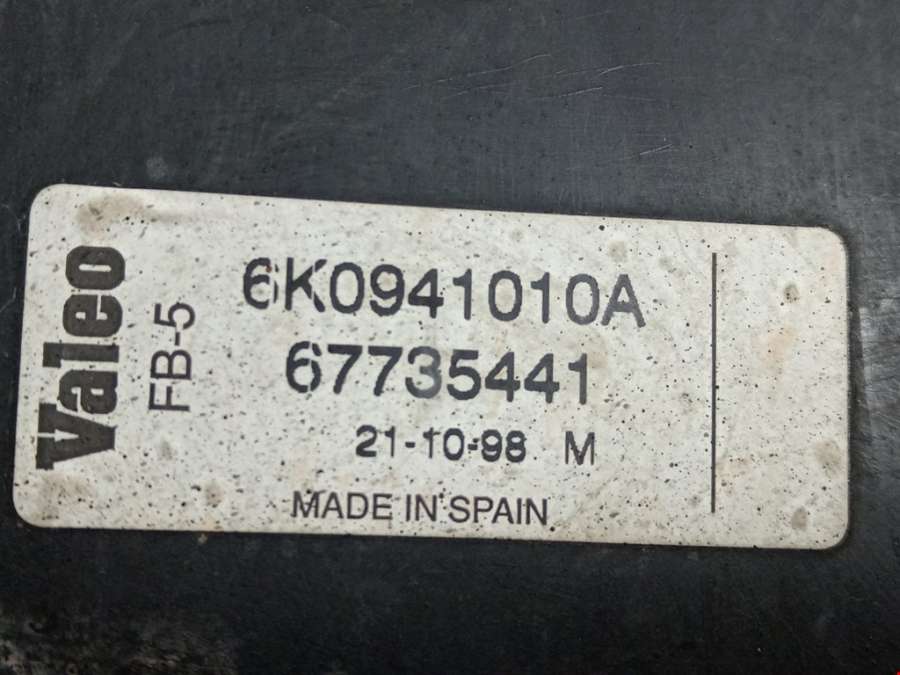 Valeo
FB-5
6K0941010A
67735441
21-10-98 M
MADE IN SPAIN